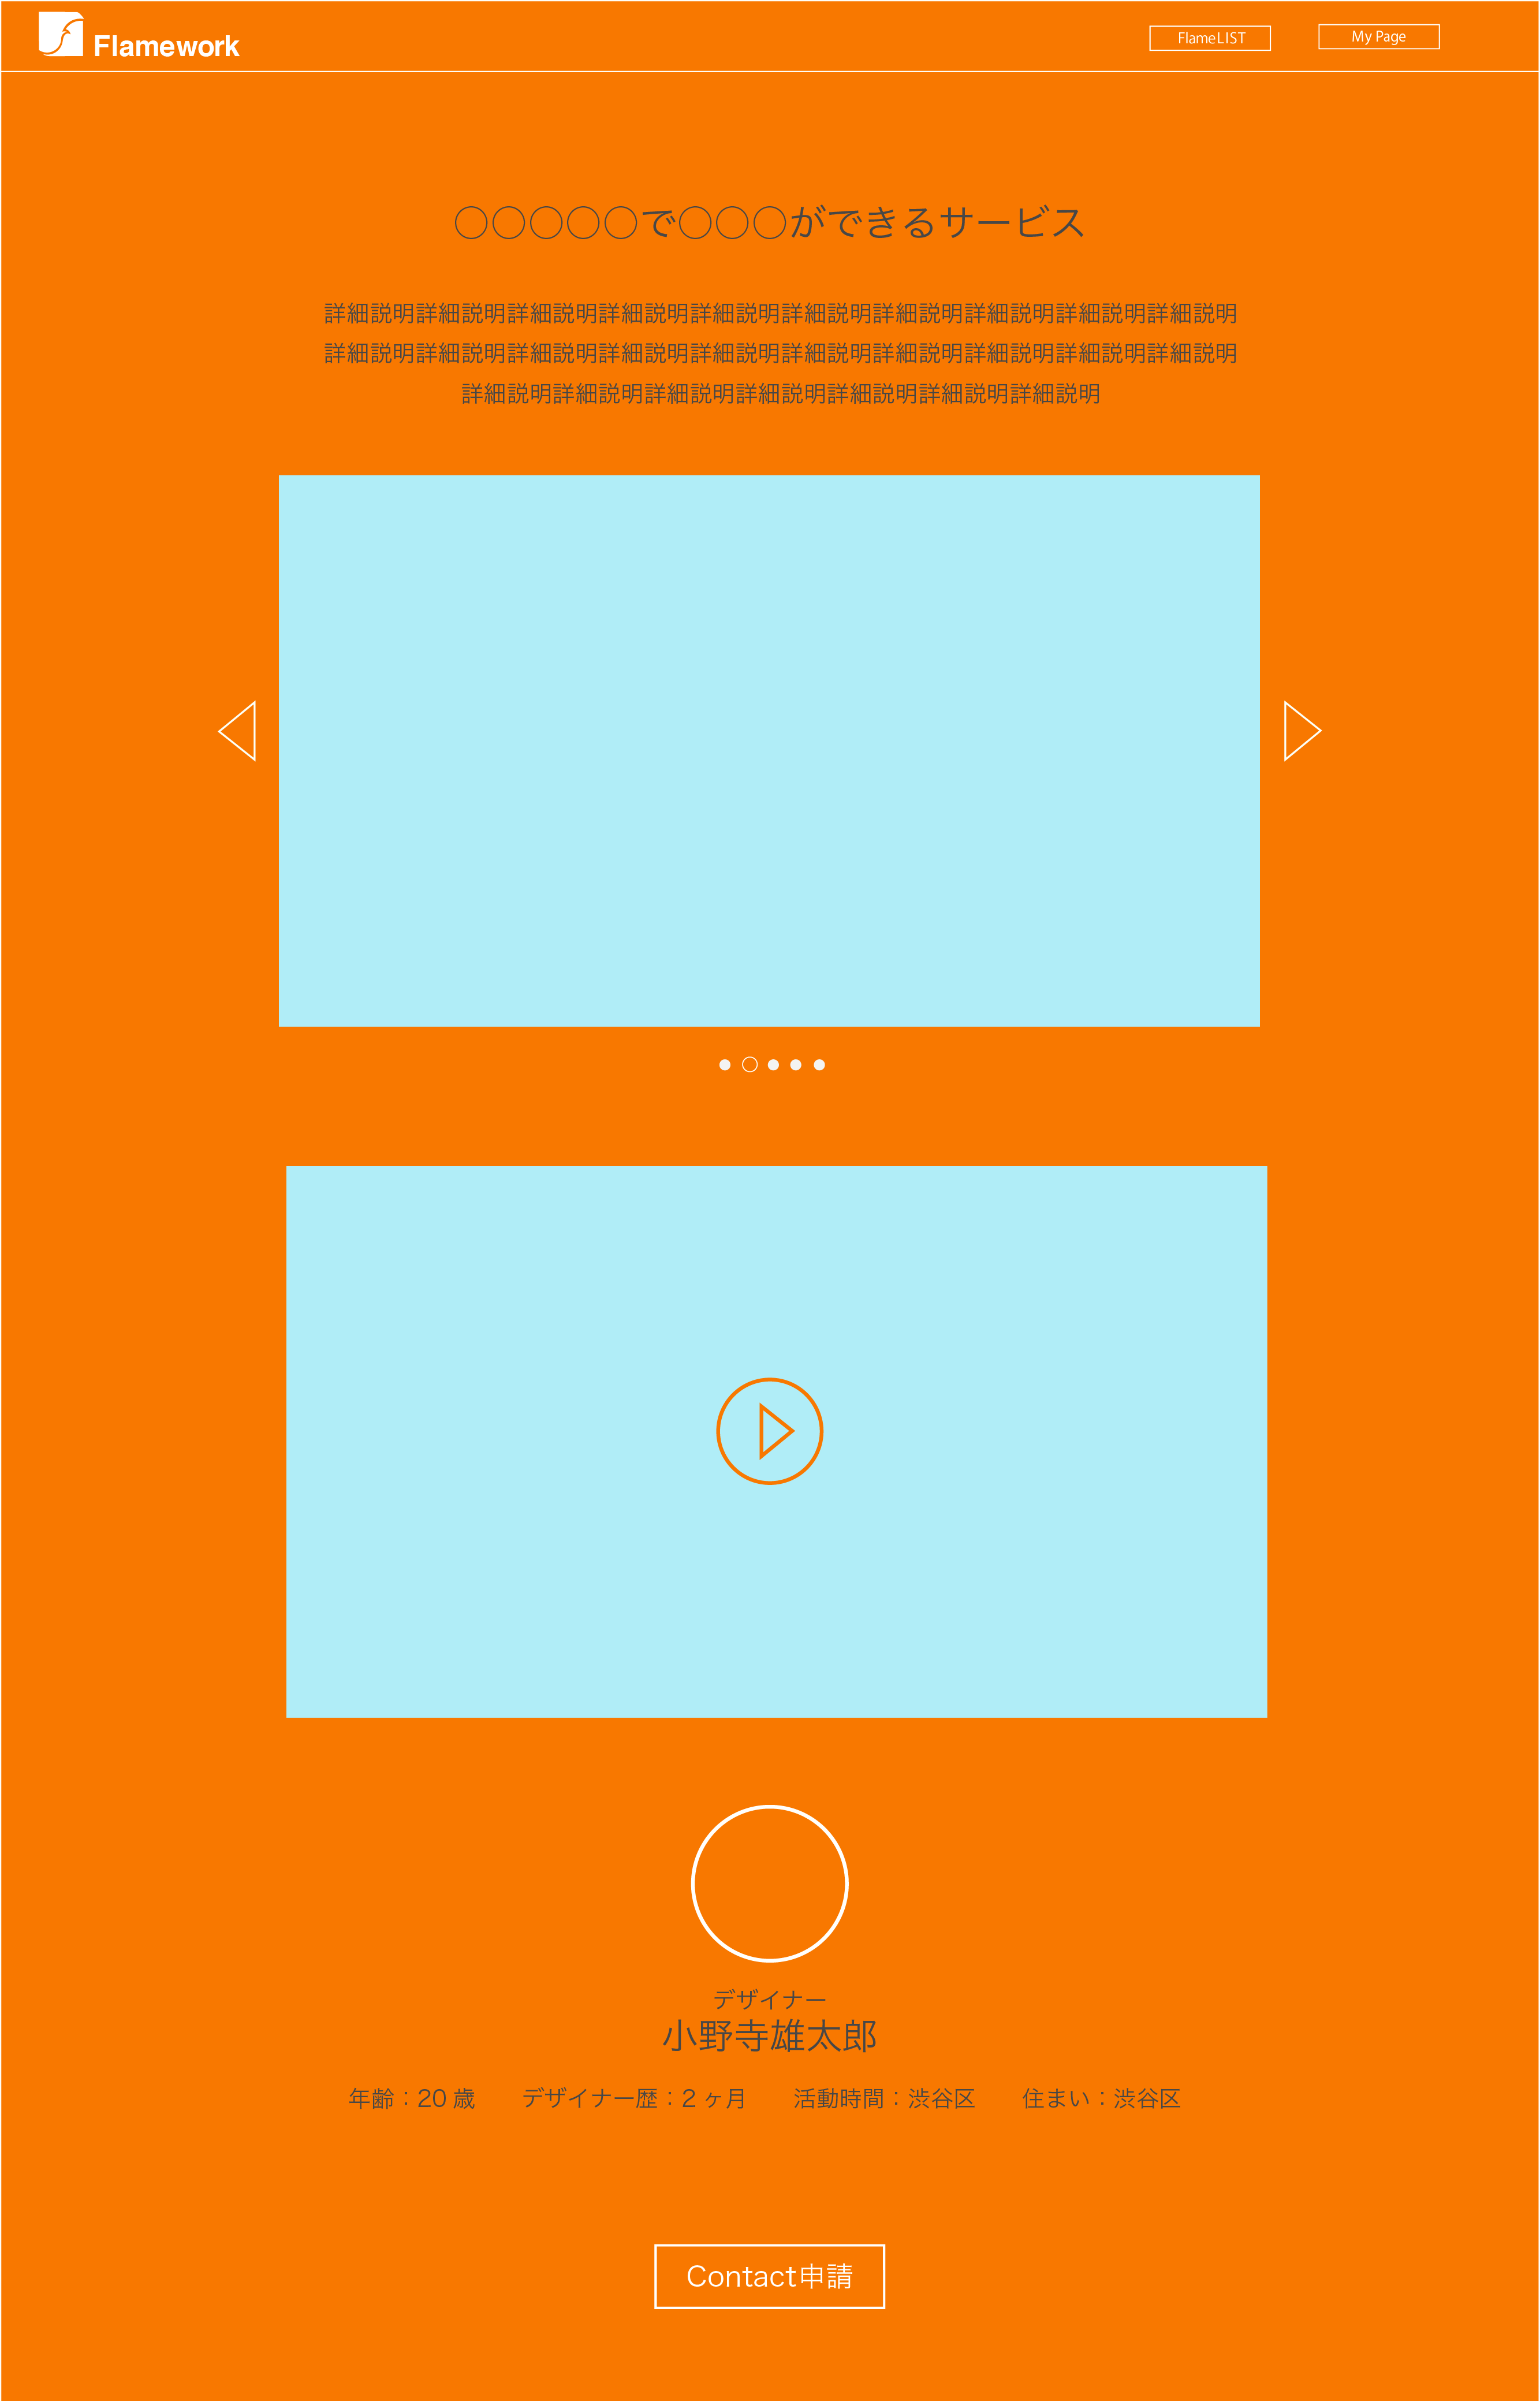 Flamework
FlameLIST
My Page
○○○○○で○○○ができるサービス
詳細説明詳細説明詳細説明詳細説明詳細説明詳細説明詳細説明詳細説明詳細説明詳細説明
詳細説明詳細説明詳細説明詳細説明詳細説明詳細説明詳細説明詳細説明詳細説明詳細説明
詳細説明詳細説明詳細説明詳細説明詳細説明詳細説明詳細説明
デザイナー
小野寺雄太郎
年齢：20 歳　　デザイナー歴：2 ヶ月　　活動時間：渋谷区　　住まい：渋谷区
Contact申請